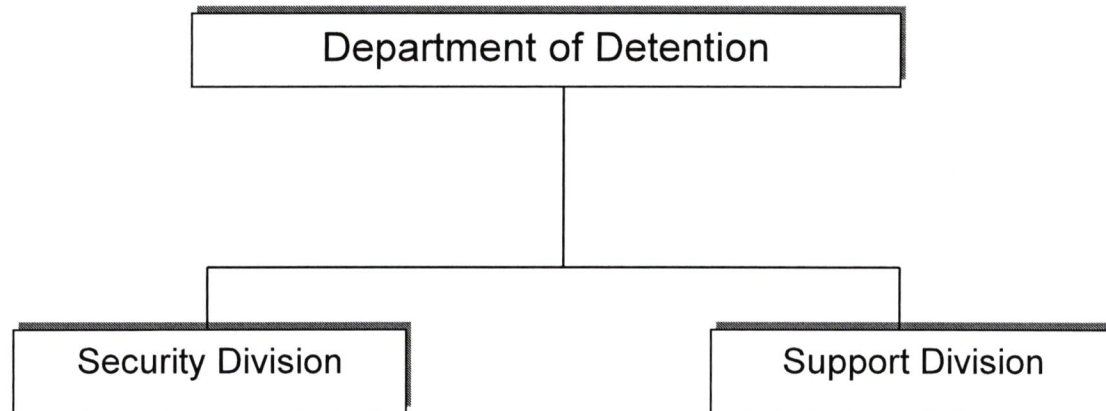 Department of Detention
Security Division
Support Division